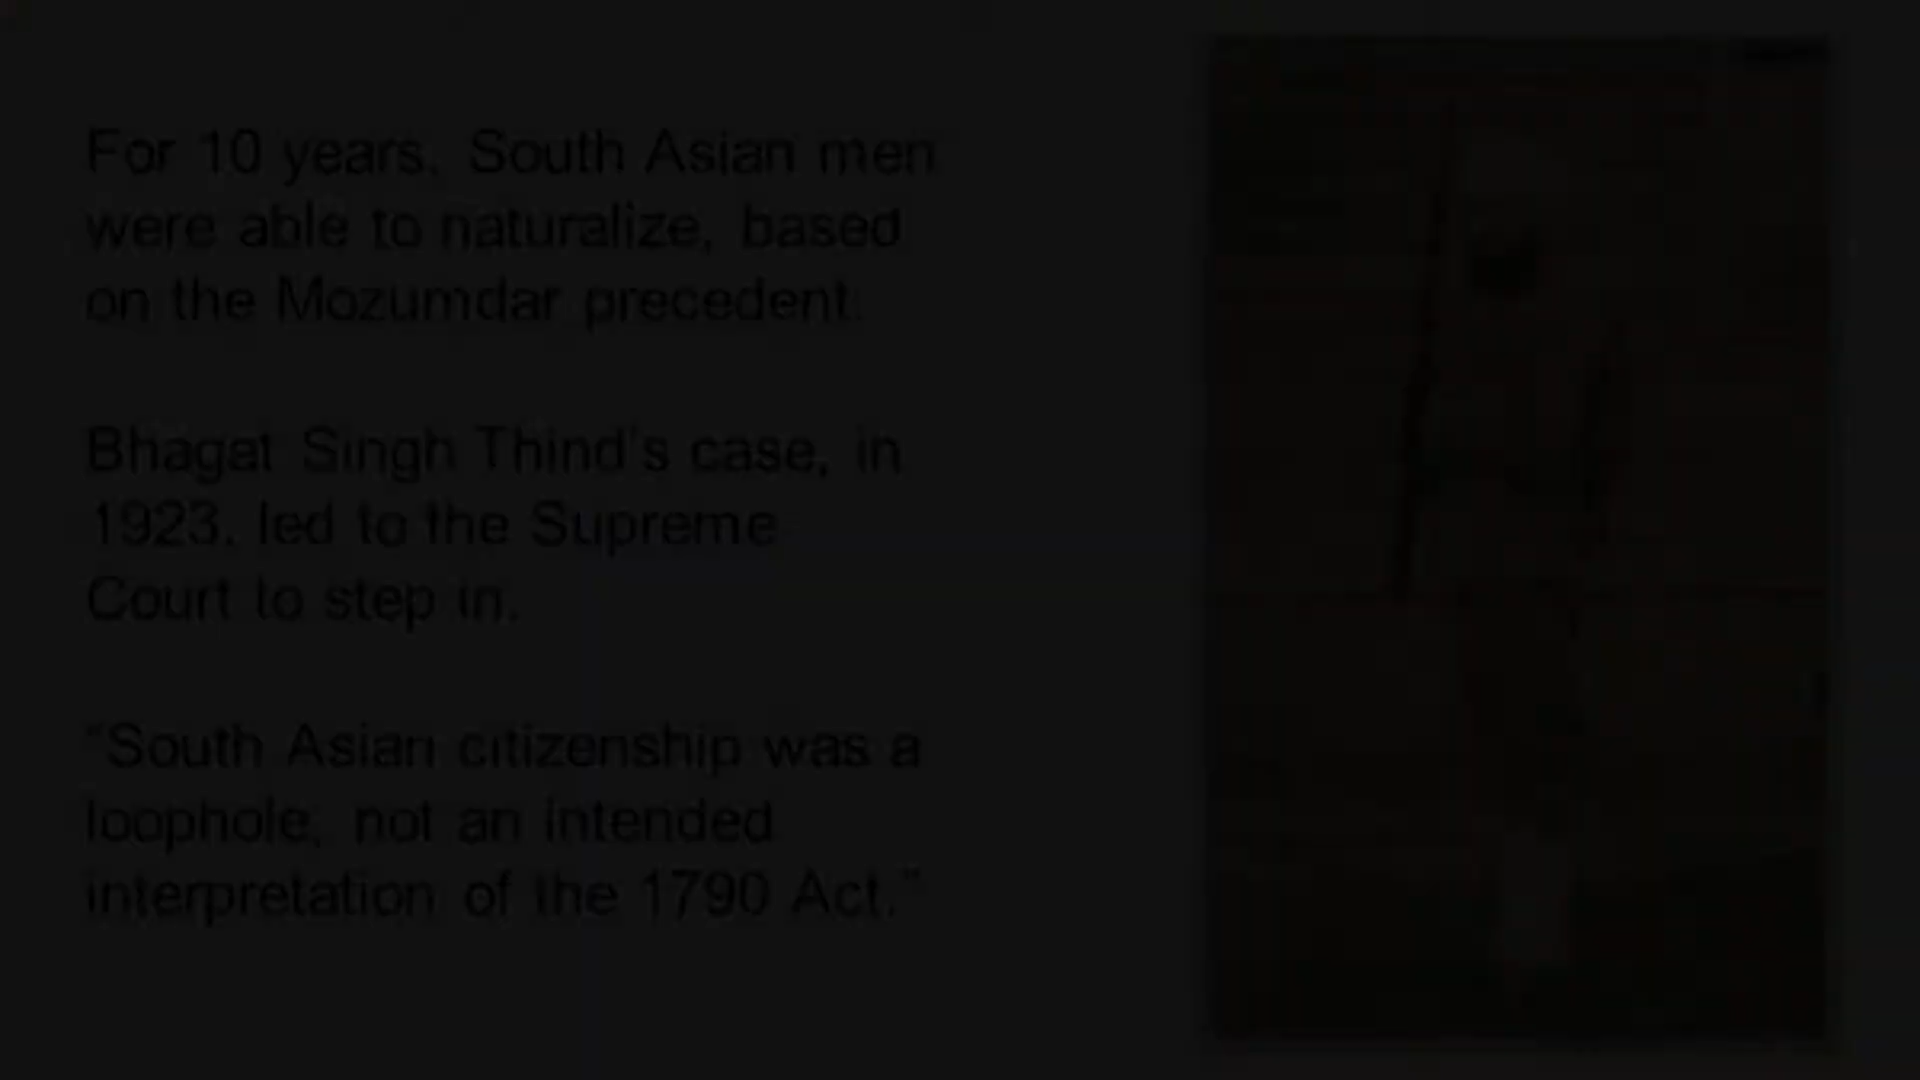 For 10 years, South Asian men
were able to naturalize, based
on the Mozumdar precedent.
Bhagat Singh Thind's case, in
1923, led to the Supreme
Court to step in.
"South Asian citizenship was a
loophole, not an intended
interpretation of the 1790 Act."